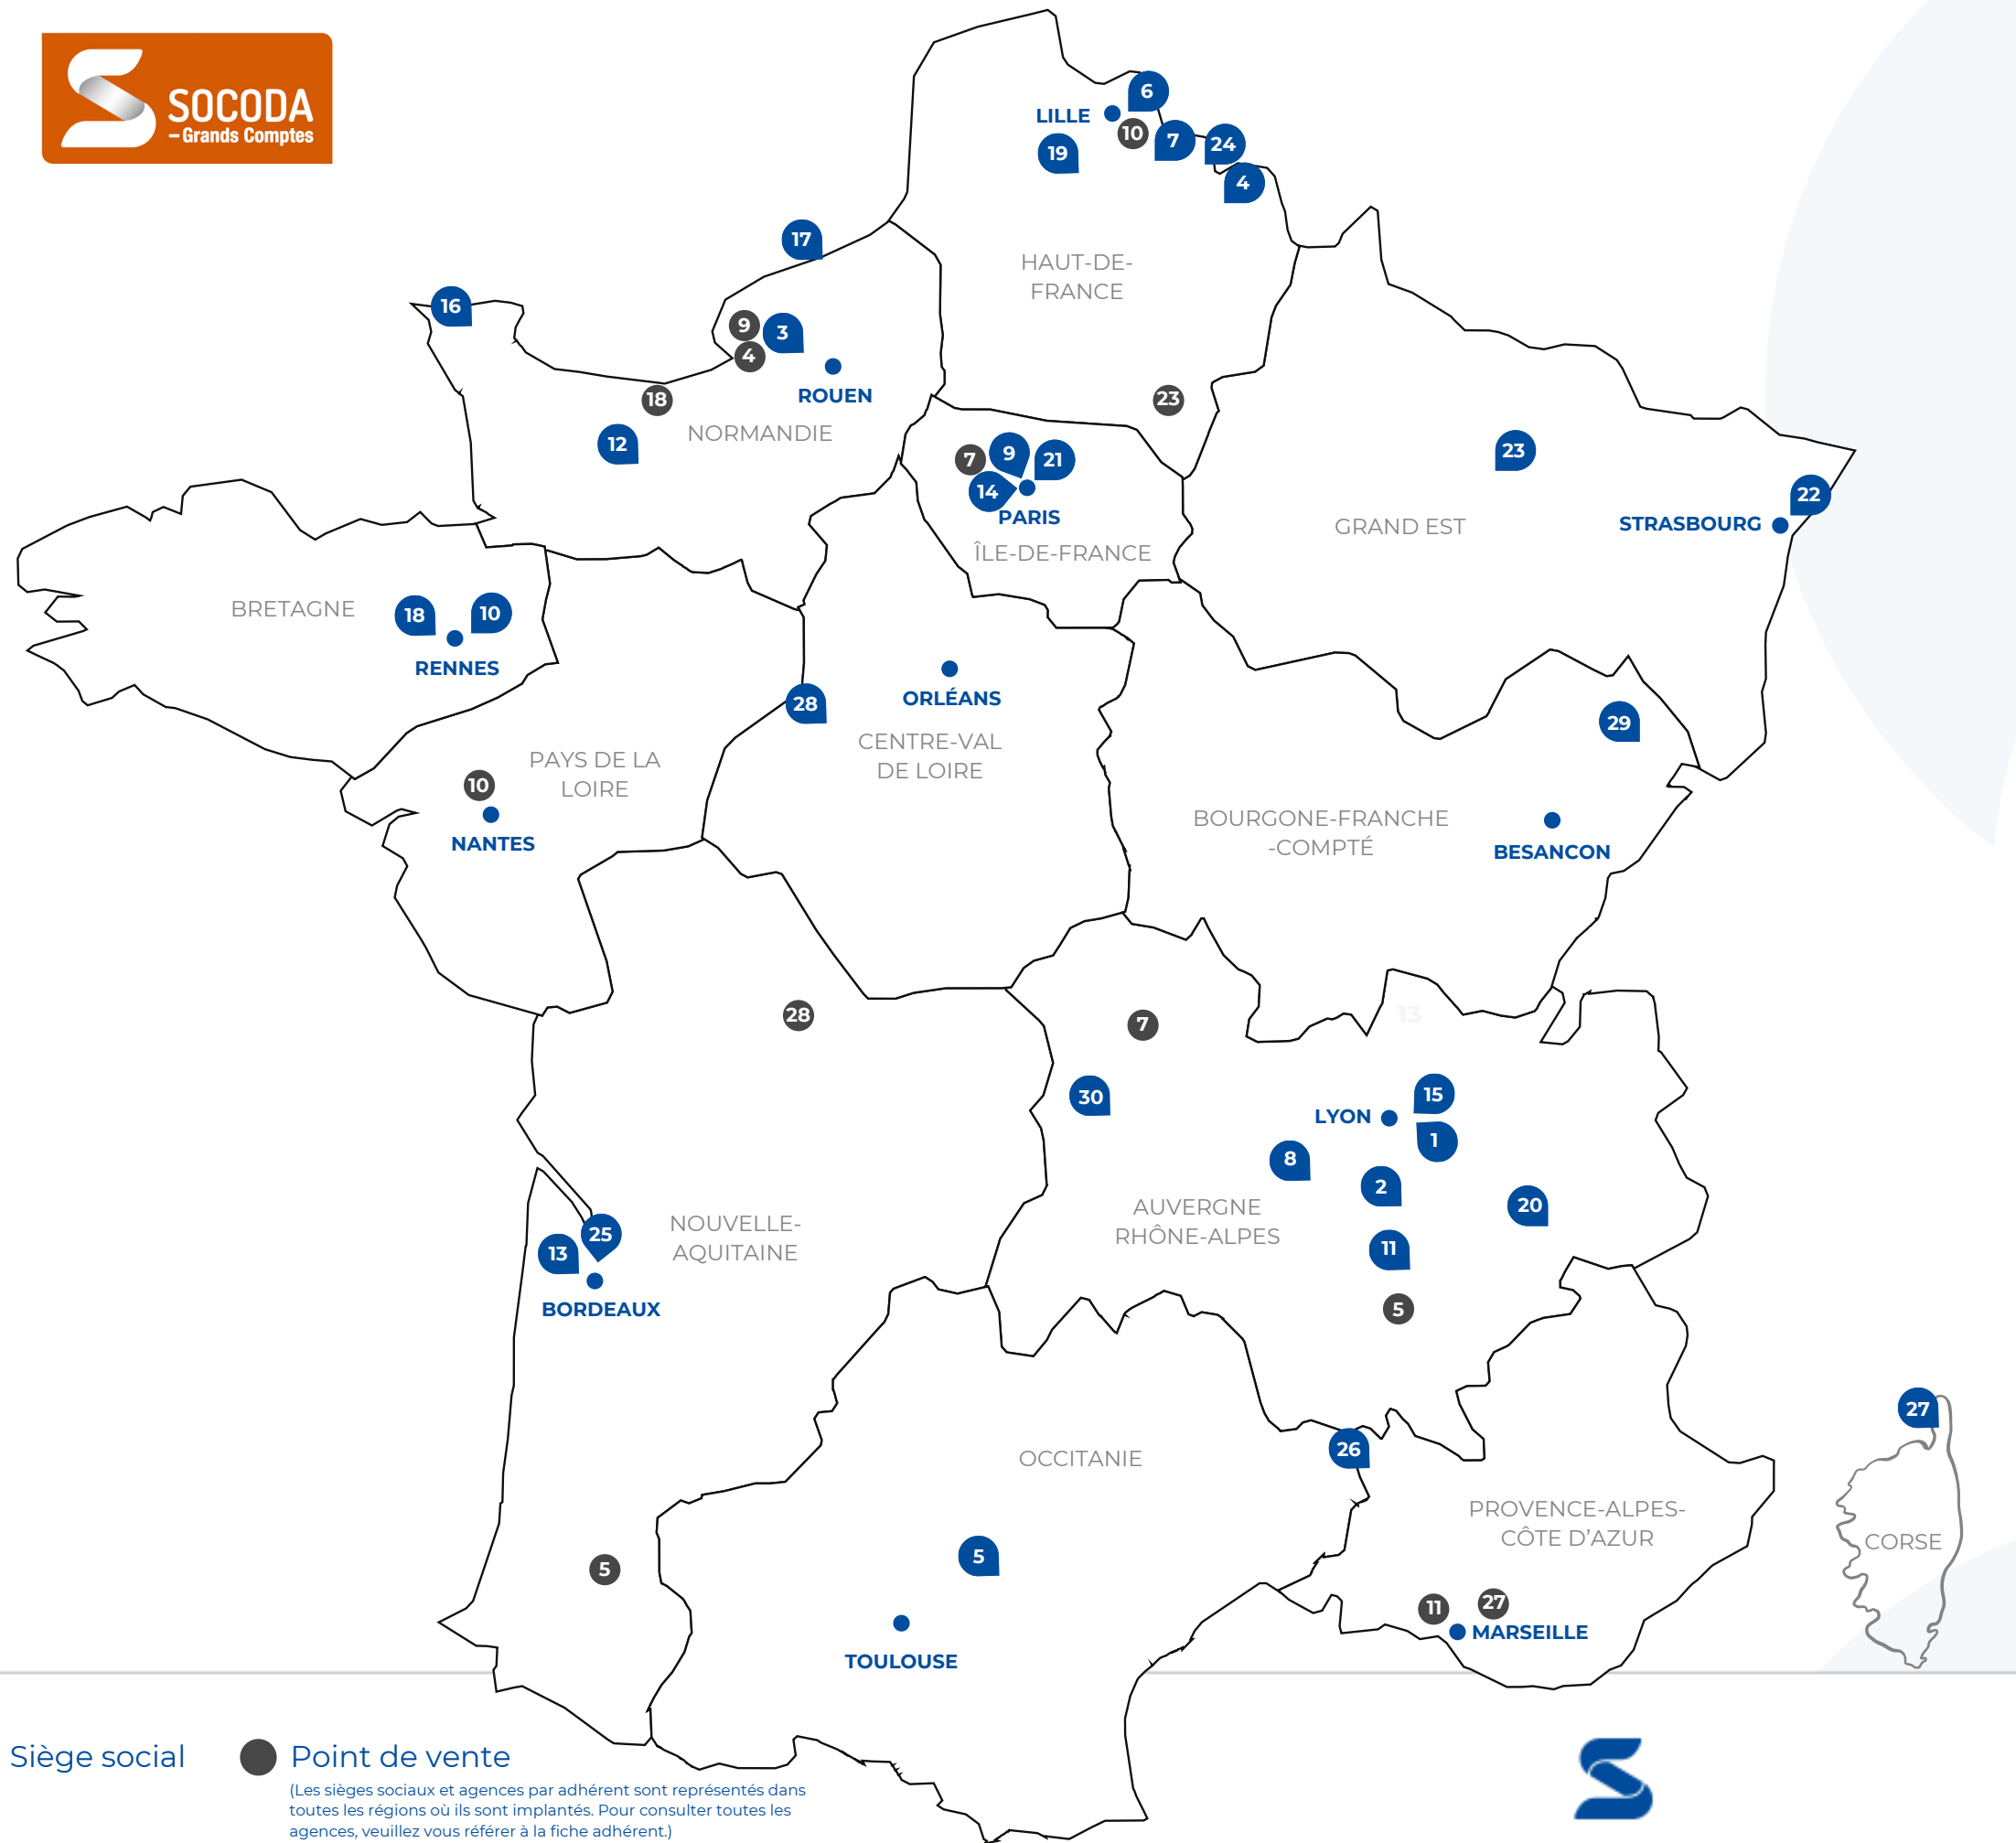 SOCODA
– Grands Comptes
6
LILLE
10
7
24
19
4
17
HAUT-DE-
FRANCE
16
9
3
4
ROUEN
18
23
12
NORMANDIE
7
9
21
14
PARIS
ÎLE-DE-FRANCE
23
22
GRAND EST
STRASBOURG
BRETAGNE
18
10
RENNES
ORLÉANS
28
CENTRE-VAL
DE LOIRE
29
PAYS DE LA
LOIRE
10
NANTES
BOURGONE-FRANCHE
-COMPTÉ
BESANCON
28
7
13
30
15
LYON
1
8
2
20
AUVERGNE
RHÔNE-ALPES
11
NOUVELLE-
AQUITAINE
25
13
BORDEAUX
5
27
OCCITANIE
26
PROVENCE-ALPES-
CÔTE D’AZUR
CORSE
5
5
11
27
MARSEILLE
TOULOUSE
Siège social
Point de vente
(Les sièges sociaux et agences par adhérent sont représentés dans
toutes les régions où ils sont implantés. Pour consulter toutes les
agences, veuillez vous référer à la fiche adhérent.)